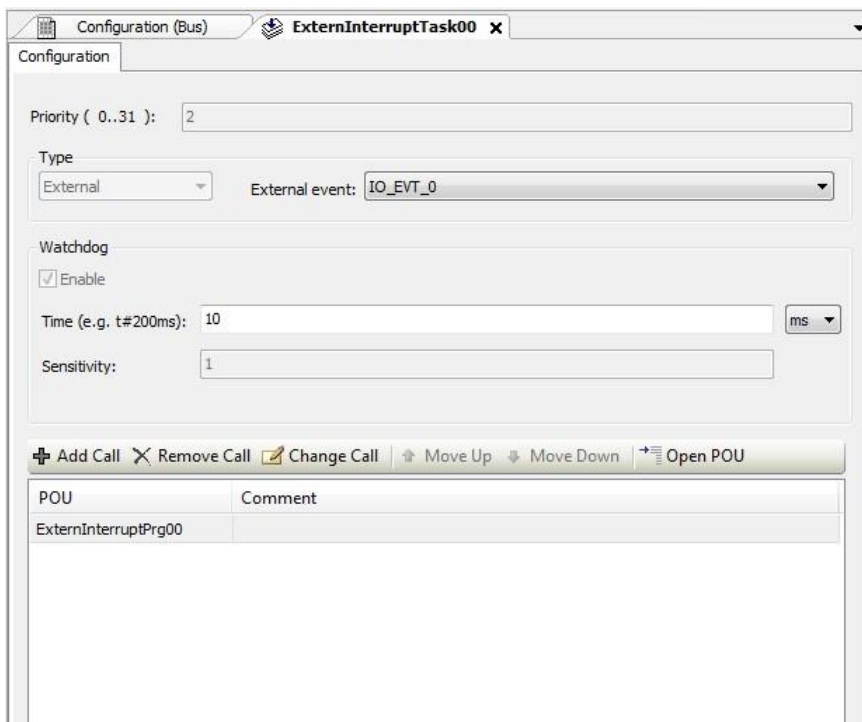 Configuration (Bus) ExternInterruptTask00
Configuration
Priority ( 0..31 ): 2
Type
External External event: IO_EVT_0
Watchdog
Enable
Time (e.g. t#200ms): 10 ms
Sensitivity: 1
Add Call Remove Call Change Call Move Up Move Down Open POU
POU Comment
ExternInterruptPrg00